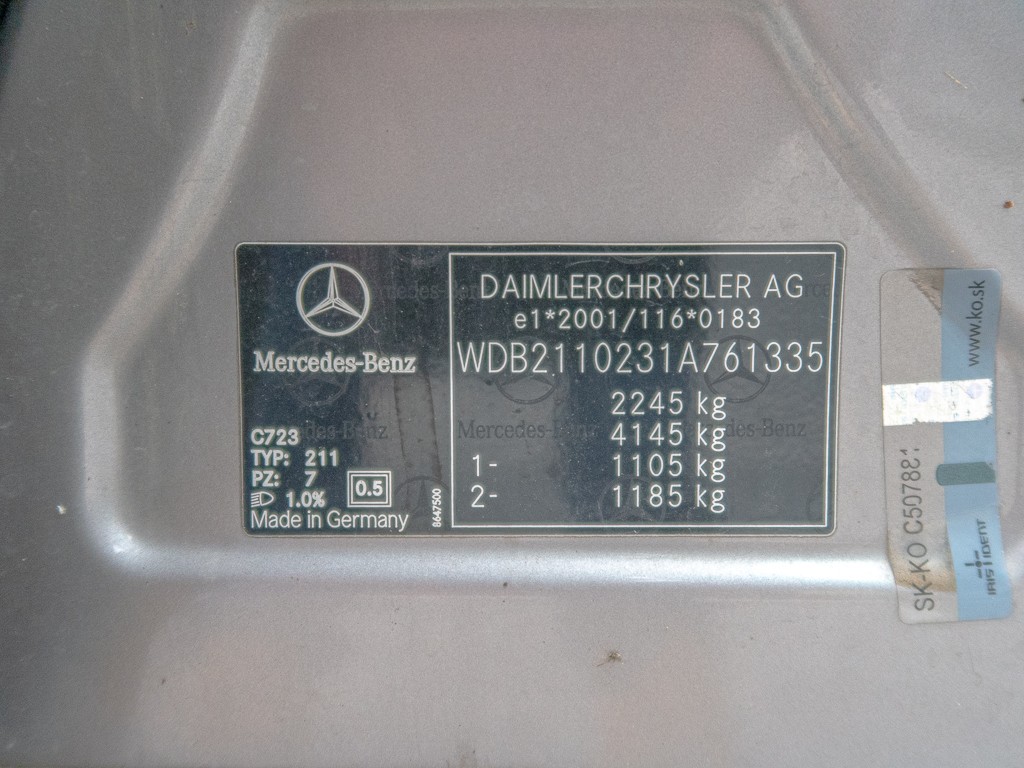 Mercedes-Benz
C723
TYP: 211
PZ: 7
1.0%
0.5
Made in Germany
8647500
DAIMLERCHRYSLER AG
e1*2001/116*0183
WDB2110231A761335
2245 kg
4145 kg
1- 1105 kg
2- 1185 kg
www.ko.sk
SK-KO C507881
IRIS IDENT